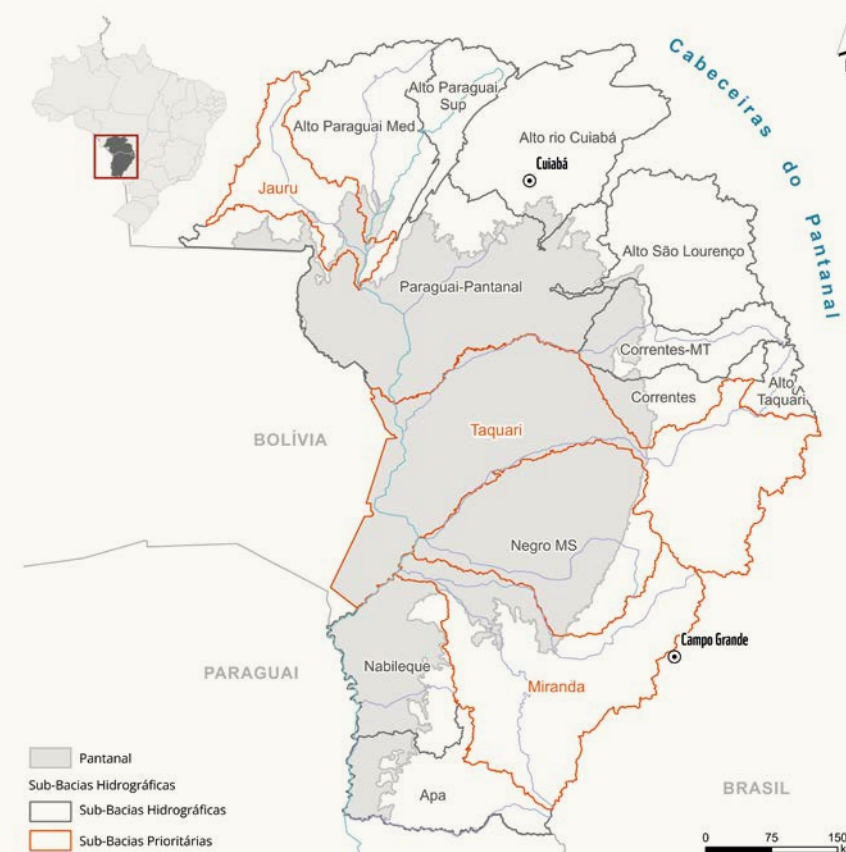 Cabeceiras do Pantanal
Alto Paraguai
Sup
Alto Paraguai Med
Alto rio Cuiabá
Cuiabá
Jauru
Alto São Lourenço
Paraguai-Pantanal
Correntes-MT
Correntes
Alto
Taquari
Taquari
BOLÍVIA
Negro MS
Campo Grande
PARAGUAI
Nabileque
Miranda
Apa
BRASIL
Pantanal
Sub-Bacias Hidrográficas
Sub-Bacias Hidrográficas
Sub-Bacias Prioritárias
0 75 150